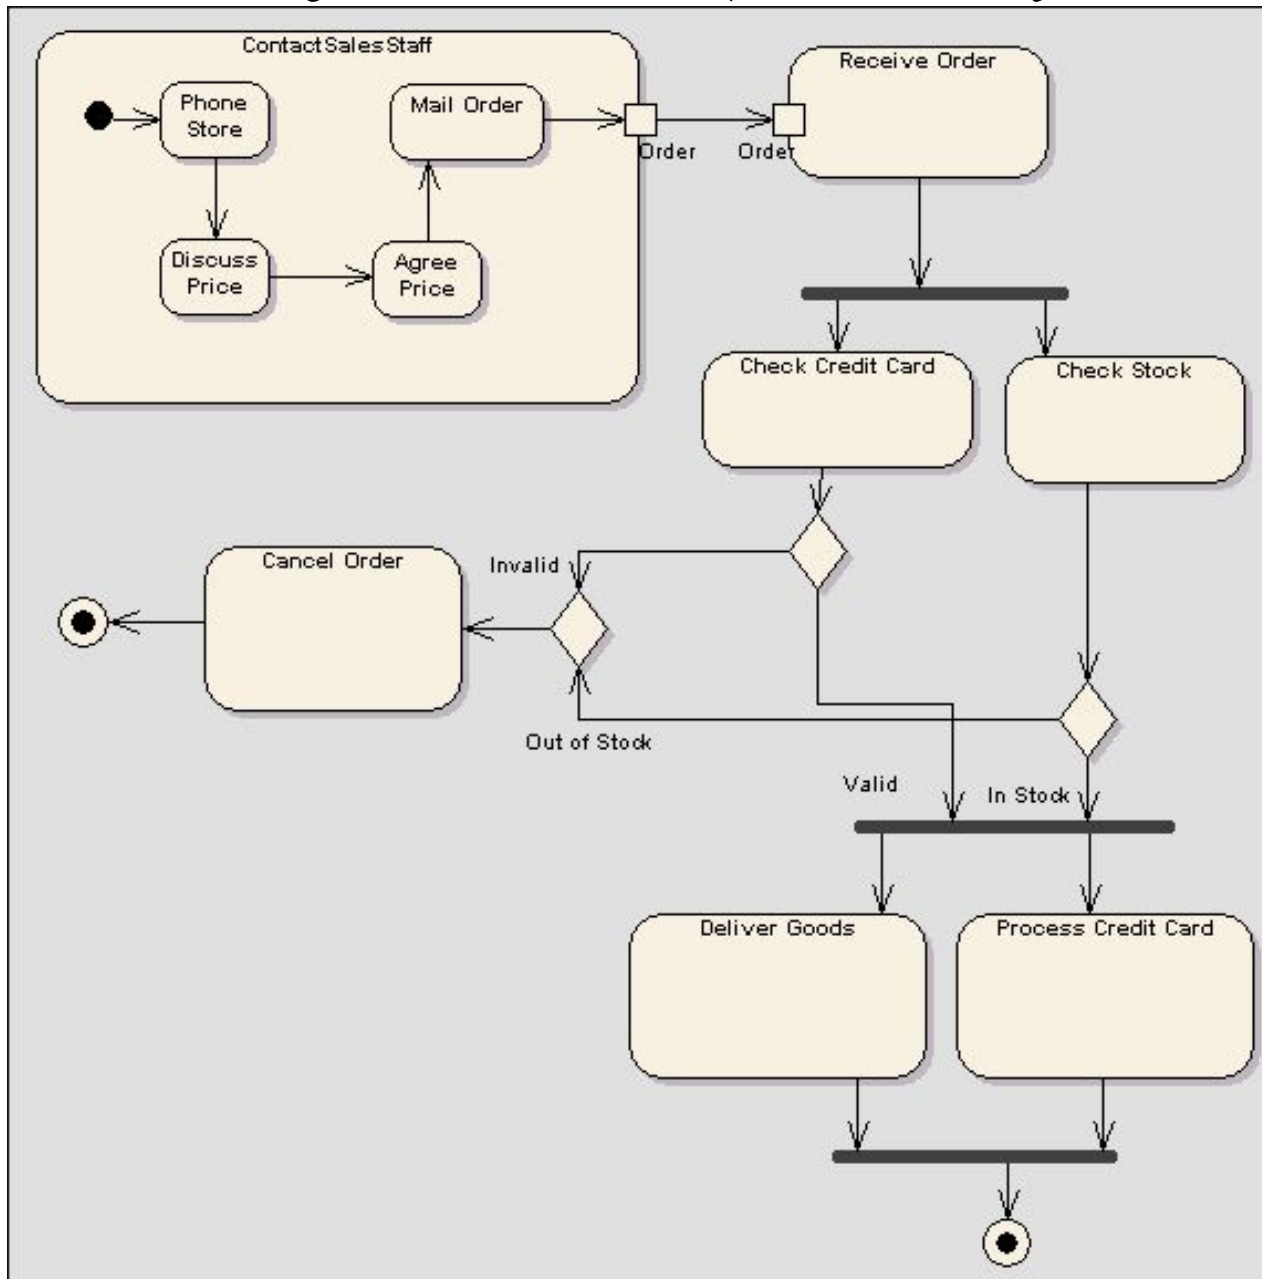 ContactSalesStaff
Receive Order
Phone
Store
Mail Order
Order
Order
Discuss
Price
Agree
Price
Check Credit Card
Check Stock
Cancel Order
Invalid
Out of Stock
Valid
In Stock
Deliver Goods
Process Credit Card